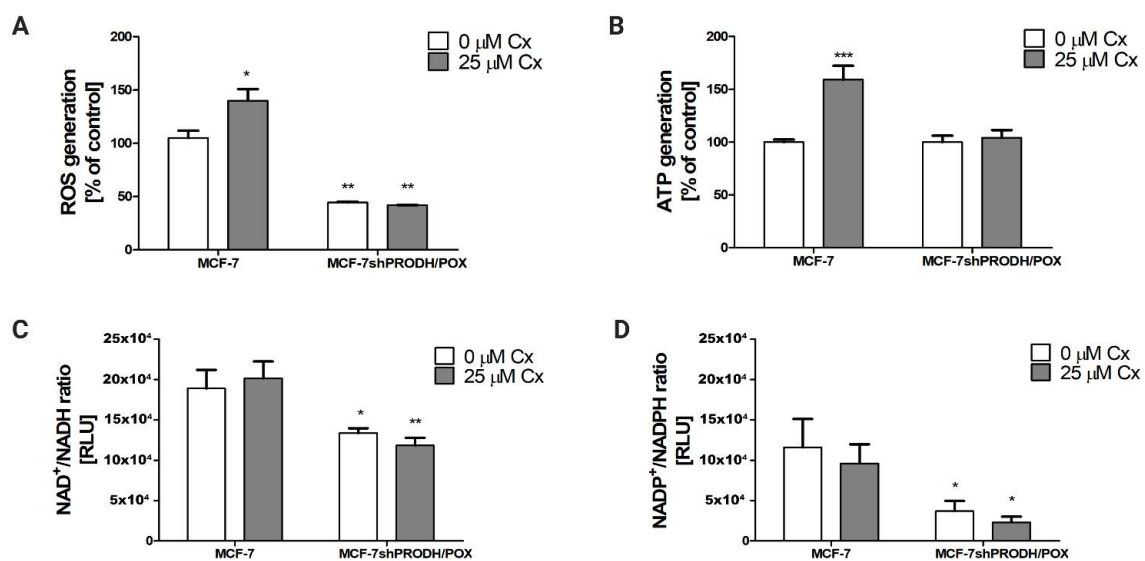 A
ROS generation
[% of control]
200
150
100
50
0
*
**
**
MCF-7
MCF-7shPRODH/POX
0 μM Cx
25 μM Cx
B
ATP generation
[% of control]
200
150
100
50
0
***
MCF-7
MCF-7shPRODH/POX
0 μM Cx
25 μM Cx
C
NAD⁺/NADH ratio
[RLU]
25x10⁴
20x10⁴
15x10⁴
10x10⁴
5x10⁴
0
*
**
MCF-7
MCF-7shPRODH/POX
0 μM Cx
25 μM Cx
D
NADP⁺/NADPH ratio
[RLU]
25x10⁴
20x10⁴
15x10⁴
10x10⁴
5x10⁴
0
*
*
MCF-7
MCF-7shPRODH/POX
0 μM Cx
25 μM Cx